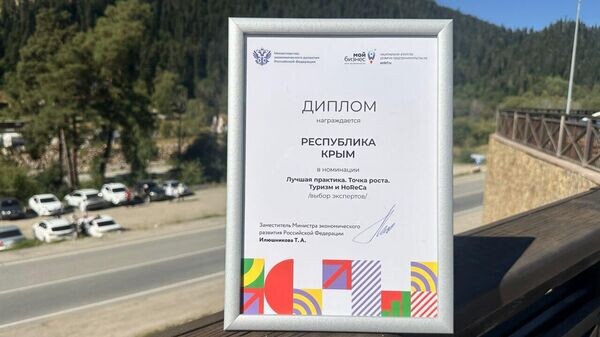 Министерство
экономического развития
Российской Федерации
мой
бизнес
ДИПЛОМ
награждается
РЕСПУБЛИКА
КРЫМ
в номинации
Лучшая практика. Точка роста.
Туризм и HoReCa
/выбор экспертов/
Заместитель Министра экономического
развития Российской Федерации
Илюшникова Т. А.